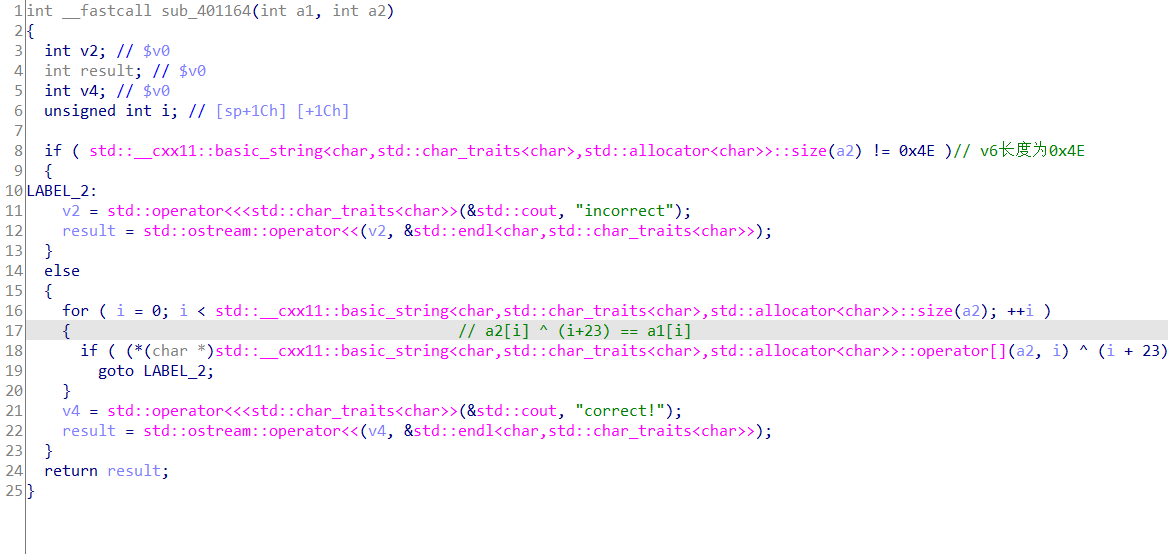 1 int __fastcall sub_401164(int a1, int a2)
2 {
3 int v2; // $v0
4 int result; // $v0
5 int v4; // $v0
6 unsigned int i; // [sp+1Ch] [+1Ch]
7
8 if ( std::__cxx11::basic_string<char,std::char_traits<char>,std::allocator<char>>::size(a2) != 0x4E )// v6长度为0x4E
9 {
10 LABEL_2:
11 v2 = std::operator<<<std::char_traits<char>>(&std::cout, "incorrect");
12 result = std::ostream::operator<<(v2, &std::endl<char,std::char_traits<char>>);
13 }
14 else
15 {
16 for ( i = 0; i < std::__cxx11::basic_string<char,std::char_traits<char>,std::allocator<char>>::size(a2); ++i )
17 { // a2[i] ^ (i+23) == a1[i]
18 if ( (*(char *)std::__cxx11::basic_string<char,std::char_traits<char>,std::allocator<char>>::operator[](a2, i) ^ (i + 23)
19 goto LABEL_2;
20 }
21 v4 = std::operator<<<std::char_traits<char>>(&std::cout, "correct!");
22 result = std::ostream::operator<<(v4, &std::endl<char,std::char_traits<char>>);
23 }
24 return result;
25 }